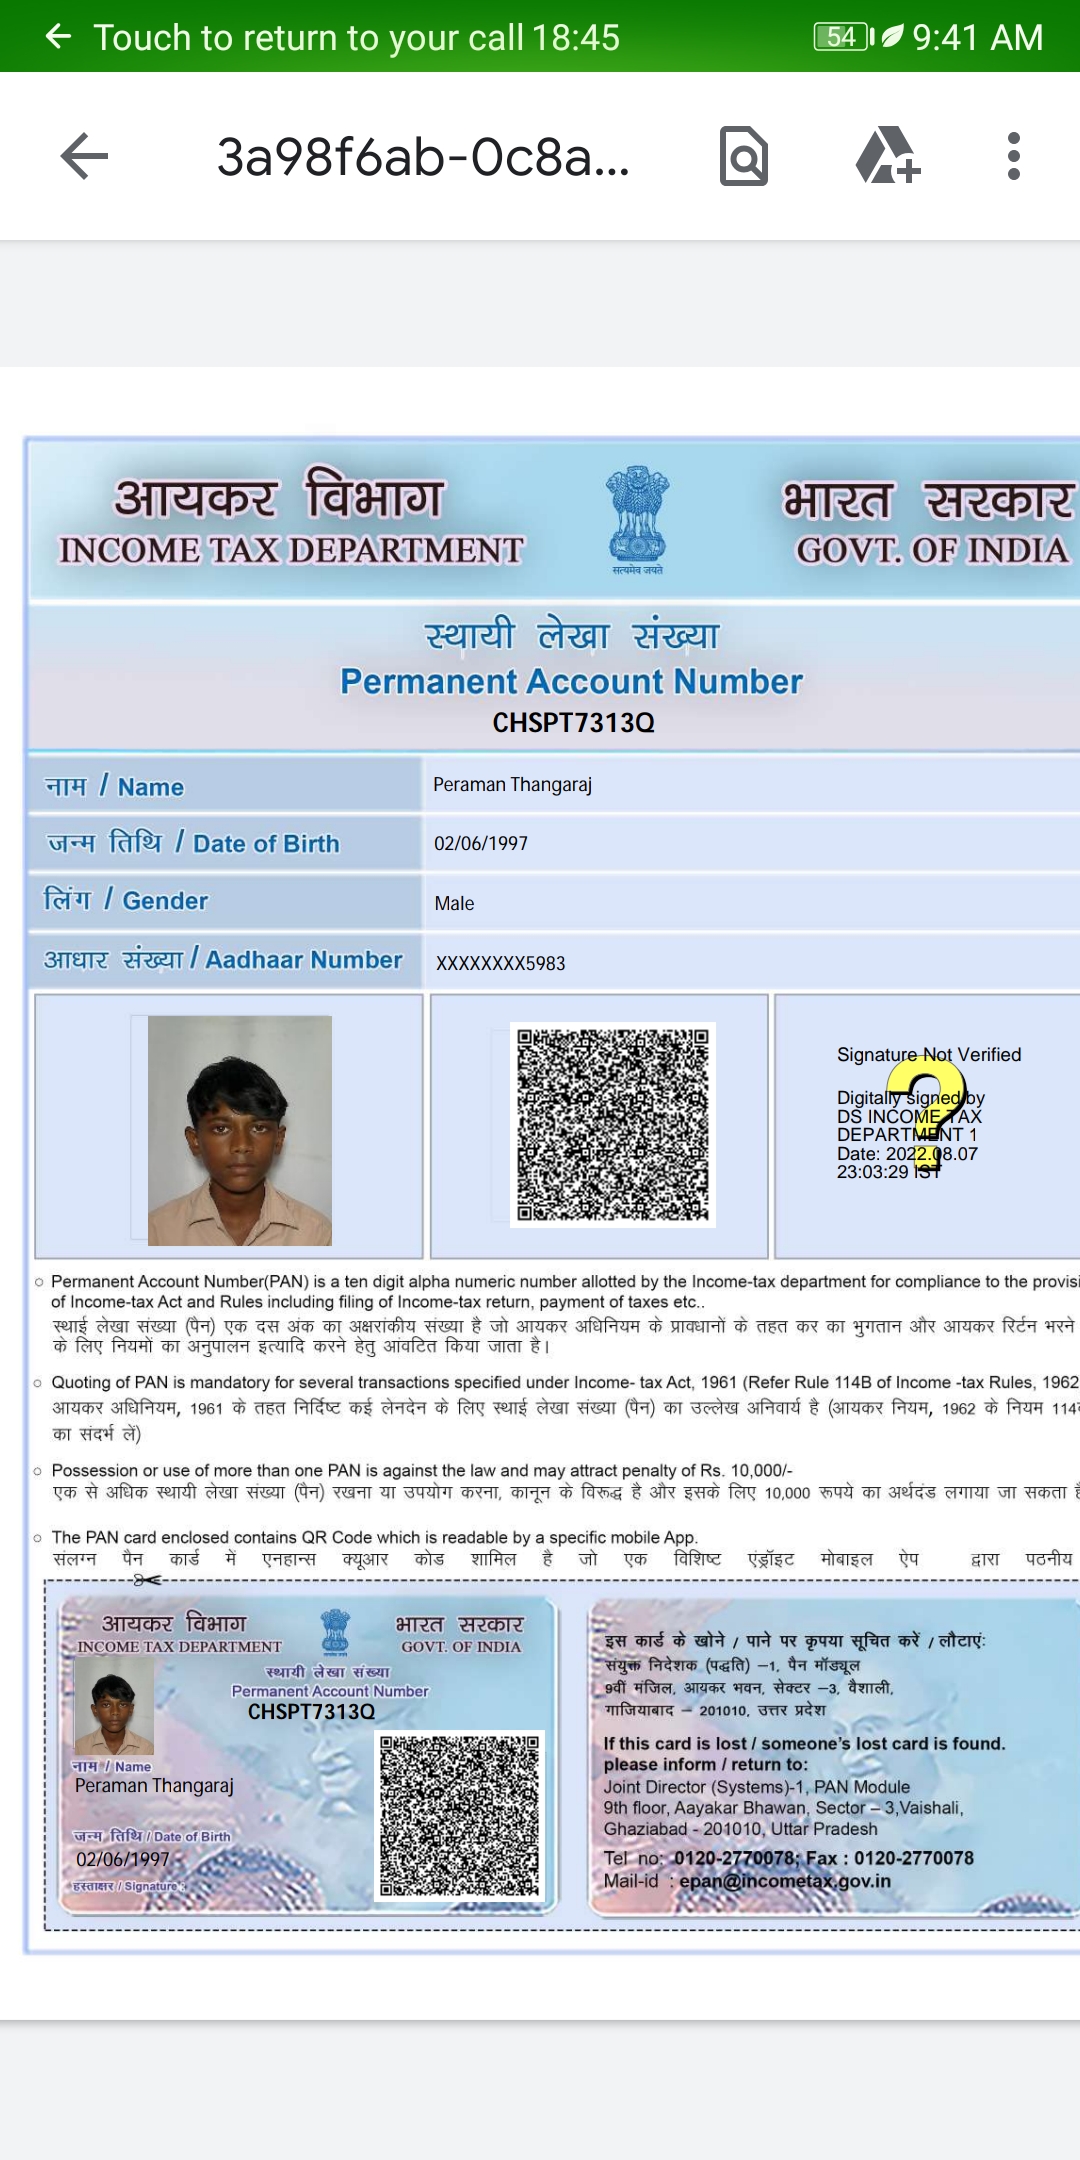 Touch to return to your call 18:45
54 9:41 AM
3a98f6ab-0c8a...
आयकर विभाग
INCOME TAX DEPARTMENT
सत्यमेव जयते
भारत सरकार
GOVT. OF INDIA
स्थायी लेखा संख्या
Permanent Account Number
CHSPT7313Q
नाम / Name
Peraman Thangaraj
जन्म तिथि / Date of Birth
02/06/1997
लिंग / Gender
Male
आधार संख्या / Aadhaar Number
XXXXXXXX5983
Signature Not Verified
Digitally signed by
DS INCOME TAX
DEPARTMENT 1
Date: 2022.08.07
23:03:29 IST
Permanent Account Number(PAN) is a ten digit alpha numeric number allotted by the Income-tax department for compliance to the provisi
of Income-tax Act and Rules including filing of Income-tax return, payment of taxes etc..
स्थाई लेखा संख्या (पैन) एक दस अंक का अक्षरांकीय संख्या है जो आयकर अधिनियम के प्रावधानों के तहत कर का भुगतान और आयकर रिर्टन भरने
के लिए नियमों का अनुपालन इत्यादि करने हेतु आंवटित किया जाता है।
Quoting of PAN is mandatory for several transactions specified under Income- tax Act, 1961 (Refer Rule 114B of Income -tax Rules, 1962
आयकर अधिनियम, 1961 के तहत निर्दिष्ट कई लेनदेन के लिए स्थाई लेखा संख्या (पैन) का उल्लेख अनिवार्य है (आयकर नियम, 1962 के नियम 114
का संदर्भ लें)
Possession or use of more than one PAN is against the law and may attract penalty of Rs. 10,000/-
एक से अधिक स्थायी लेखा संख्या (पैन) रखना या उपयोग करना, कानून के विरूद्ध है और इसके लिए 10,000 रूपये का अर्थदंड लगाया जा सकता है
The PAN card enclosed contains QR Code which is readable by a specific mobile App.
संलग्न पैन कार्ड में एनहान्स क्यूआर कोड शामिल है जो एक विशिष्ट एंड्रॉइट मोबाइल ऐप द्वारा पठनीय
आयकर विभाग
INCOME TAX DEPARTMENT
भारत सरकार
GOVT. OF INDIA
स्थायी लेखा संख्या
Permanent Account Number
CHSPT7313Q
नाम / Name
Peraman Thangaraj
जन्म तिथि / Date of Birth
02/06/1997
हस्ताक्षर / Signature :
इस कार्ड के खोने / पाने पर कृपया सूचित करें / लौटाएं:
संयुक्त निदेशक (पद्धति) –1, पैन मॉड्यूल
9वीं मंजिल, आयकर भवन, सेक्टर –3, वैशाली,
गाजियाबाद – 201010, उत्तर प्रदेश
If this card is lost / someone's lost card is found.
please inform / return to:
Joint Director (Systems)-1, PAN Module
9th floor, Aayakar Bhawan, Sector – 3,Vaishali,
Ghaziabad - 201010, Uttar Pradesh
Tel no: 0120-2770078; Fax : 0120-2770078
Mail-id : epan@incometax.gov.in